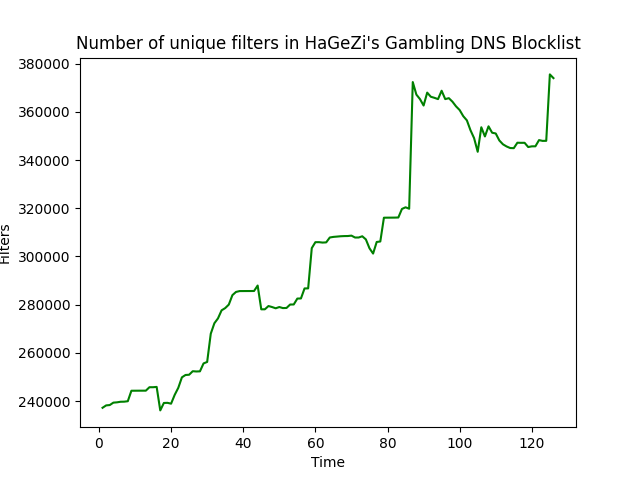 Number of unique filters in HaGeZi's Gambling DNS Blocklist
380000
360000
340000
320000
300000
280000
260000
240000
Filters
0 20 40 60 80 100 120
Time